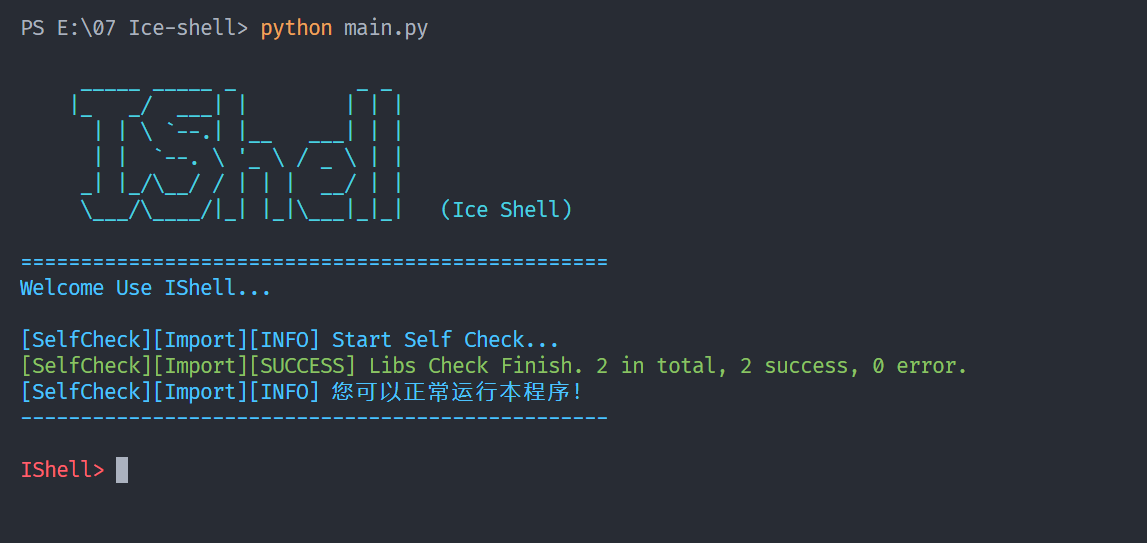 PS E:\07 Ice-shell> python main.py
 _____ _____ _          _ _
|_   _/  ___| |        | | |
  | | \ `--.| |__   ___| | |
  | |  `--. \ '_ \ / _ \ | |
 _| |_/\__/ / | | |  __/ | |
 \___/\____/|_| |_|\___|_|_|   (Ice Shell)
=================================================
Welcome Use IShell...
[SelfCheck][Import][INFO] Start Self Check...
[SelfCheck][Import][SUCCESS] Libs Check Finish. 2 in total, 2 success, 0 error.
[SelfCheck][Import][INFO] 您可以正常运行本程序!
-------------------------------------------------
IShell>